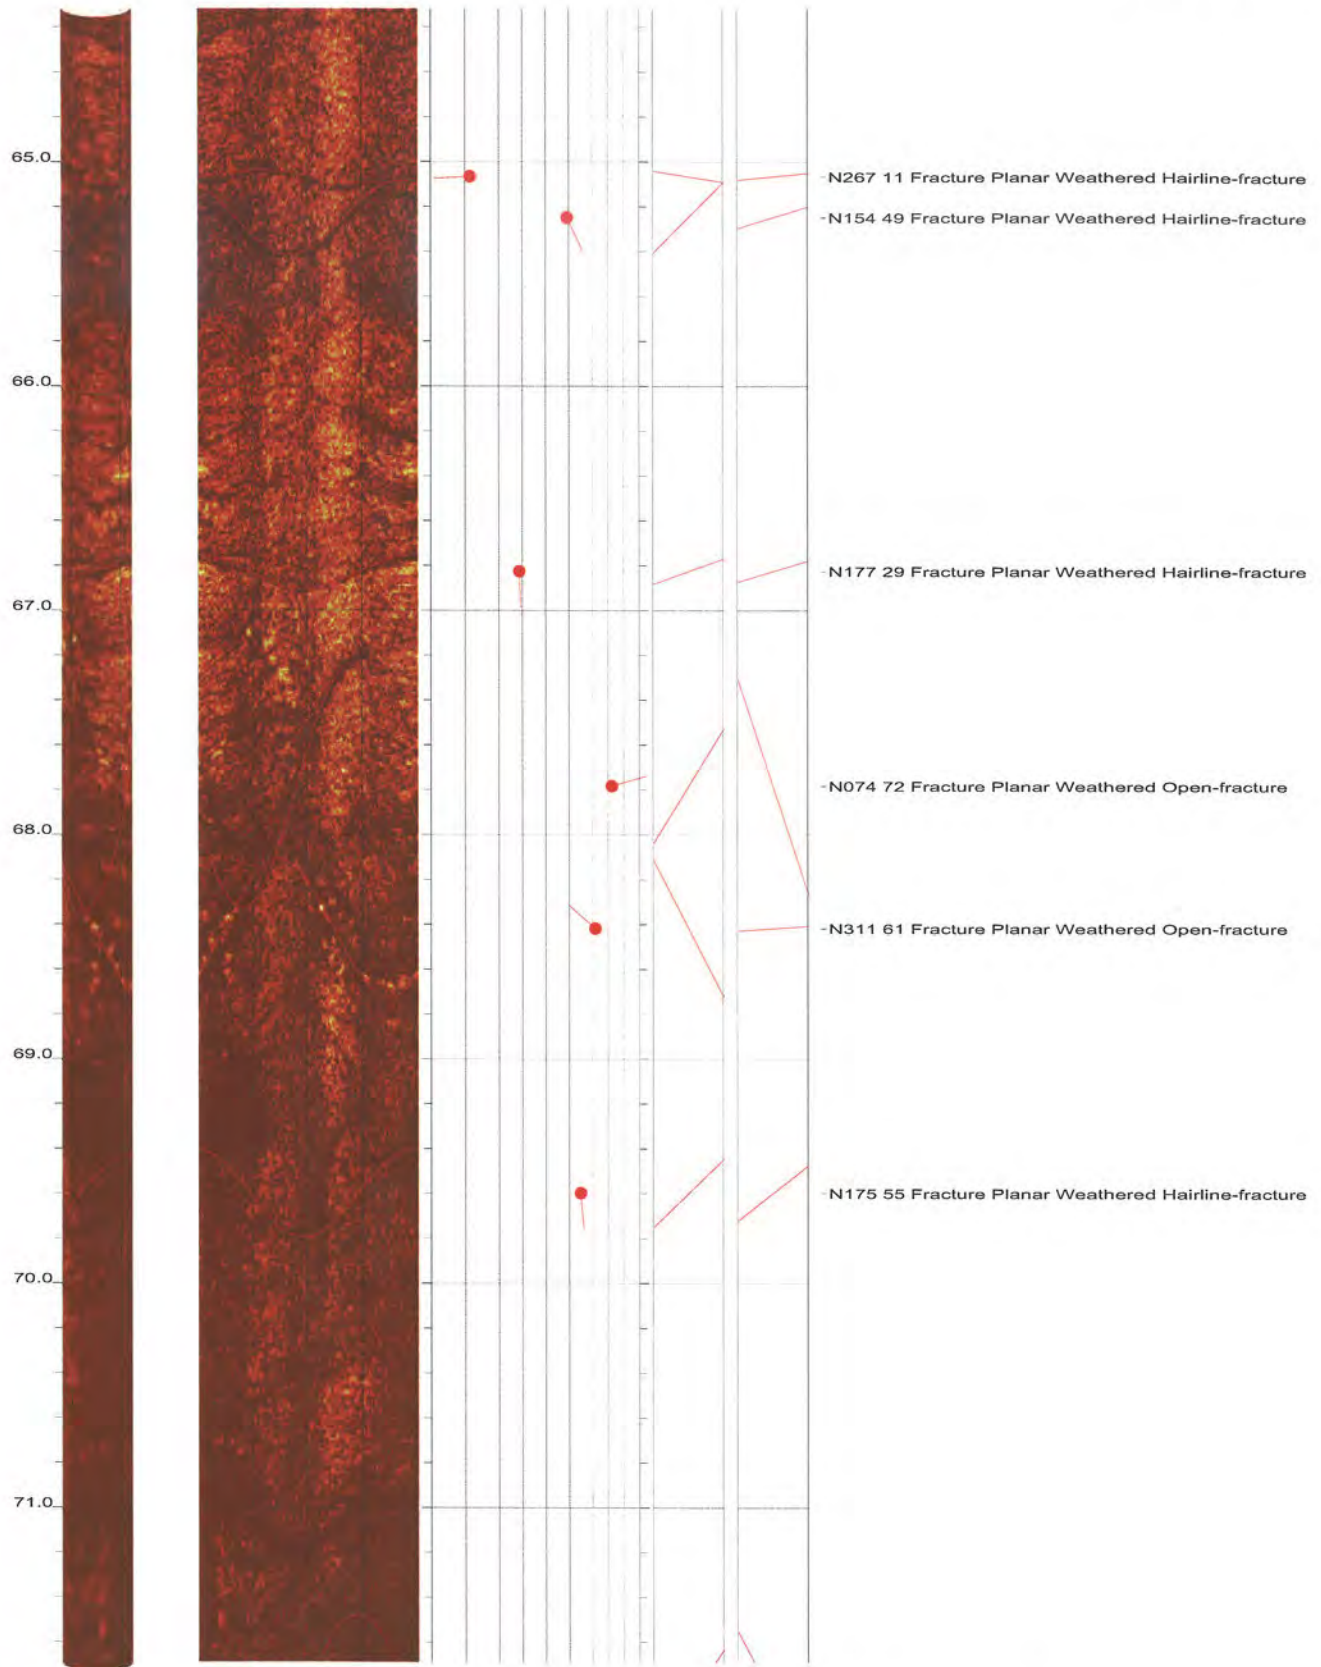 65.0
-N267 11 Fracture Planar Weathered Hairline-fracture
-N154 49 Fracture Planar Weathered Hairline-fracture
66.0
-N177 29 Fracture Planar Weathered Hairline-fracture
67.0
-N074 72 Fracture Planar Weathered Open-fracture
68.0
-N311 61 Fracture Planar Weathered Open-fracture
69.0
-N175 55 Fracture Planar Weathered Hairline-fracture
70.0
71.0